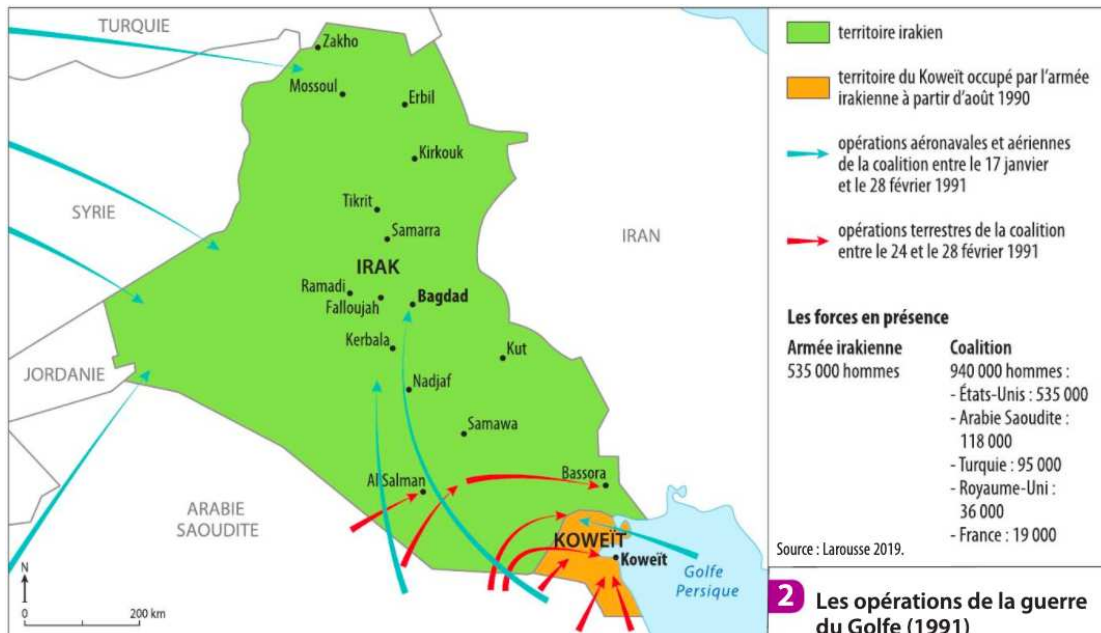 TURQUIE
Zakho
Mossoul
Erbil
Kirkouk
SYRIE
Tikrit
Samarra
IRAN
IRAK
Ramadi
Falloujah
Bagdad
Kerbala
Kut
JORDANIE
Nadjaf
Samawa
Al Salman
Bassora
ARABIE
SAOUDITE
KOWEÏT
Koweït
Golfe
Persique
N
0
200 km
territoire irakien
territoire du Koweït occupé par l'armée
irakienne à partir d'août 1990
opérations aéronavales et aériennes
de la coalition entre le 17 janvier
et le 28 février 1991
opérations terrestres de la coalition
entre le 24 et le 28 février 1991
Les forces en présence
Armée irakienne
535 000 hommes
Coalition
940 000 hommes :
- États-Unis : 535 000
- Arabie Saoudite :
118 000
- Turquie : 95 000
- Royaume-Uni :
36 000
- France : 19 000
Source : Larousse 2019.
2 Les opérations de la guerre
du Golfe (1991)